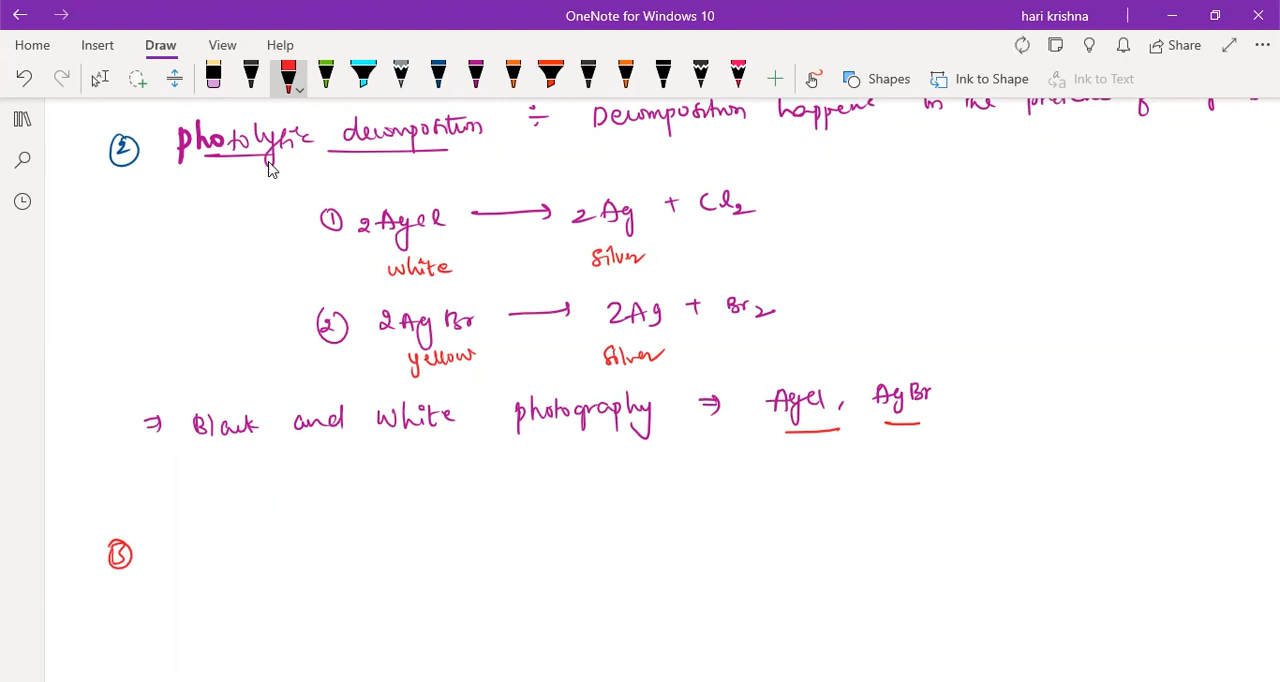 OneNote for Windows 10
hari krishna
Home Insert Draw View Help
Share
Shapes Ink to Shape Ink to Text
② photolytic decomposition ÷ Decomposition happens in the presence of
① 2AgCl → 2Ag + Cl2
white silver
② 2AgBr → 2Ag + Br2
yellow silver
⇒ Black and white photography ⇒ AgCl, AgBr